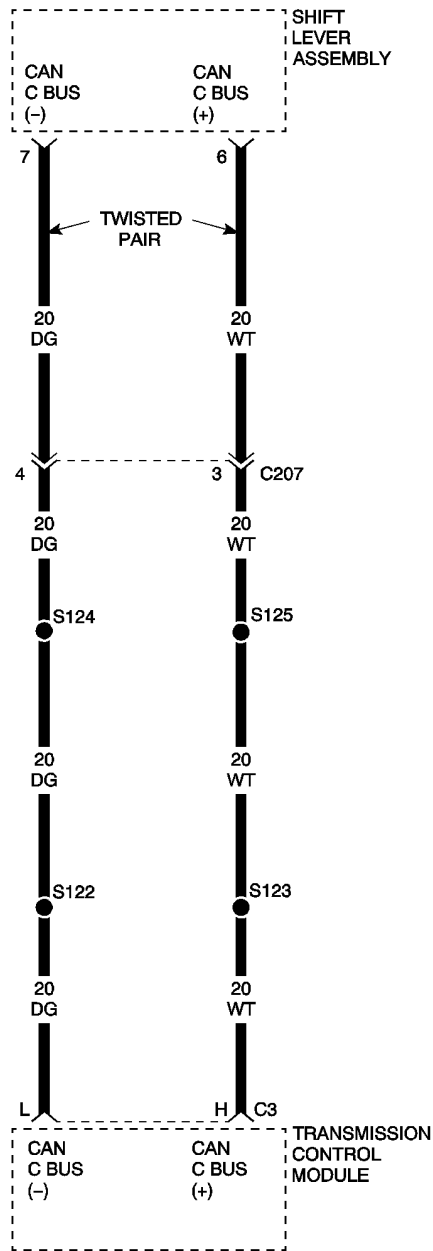 SHIFT
LEVER
ASSEMBLY
CAN
C BUS
(–)
CAN
C BUS
(+)
7
6
TWISTED
PAIR
20
DG
20
WT
4
3
C207
20
DG
20
WT
S124
S125
20
DG
20
WT
S122
S123
20
DG
20
WT
L
H
C3
TRANSMISSION
CONTROL
MODULE
CAN
C BUS
(–)
CAN
C BUS
(+)